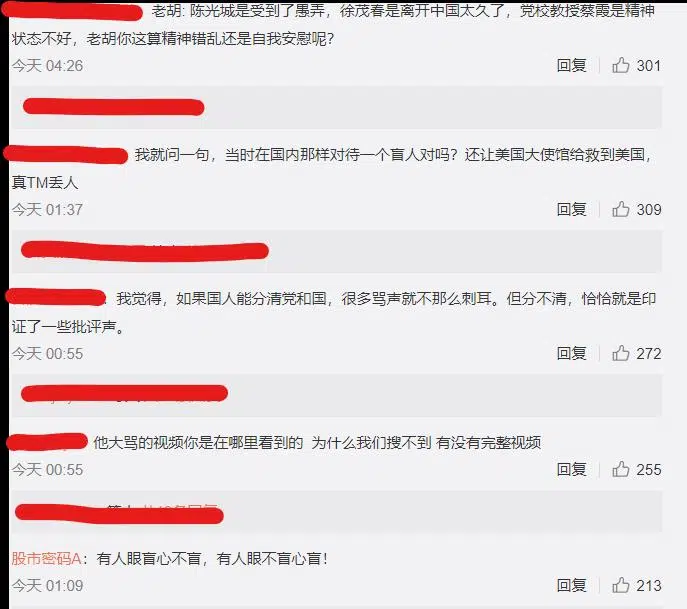 老胡: 陈光城是受到了愚弄，徐茂春是离开中国太久了，党校教授蔡霞是精神
状态不好，老胡你这算精神错乱还是自我安慰呢？
今天 04:26 回复 301
我就问一句，当时在国内那样对待一个盲人对吗？还让美国大使馆给救到美国，
真TM丢人
今天 01:37 回复 309
我觉得，如果国人能分清党和国，很多骂声就不那么刺耳。但分不清，恰恰就是印
证了一些批评声。
今天 00:55 回复 272
他大骂的视频你是在哪里看到的 为什么我们搜不到 有没有完整视频
今天 00:55 回复 255
股市密码A：有人眼盲心不盲，有人眼不盲心盲！
今天 01:09 回复 213